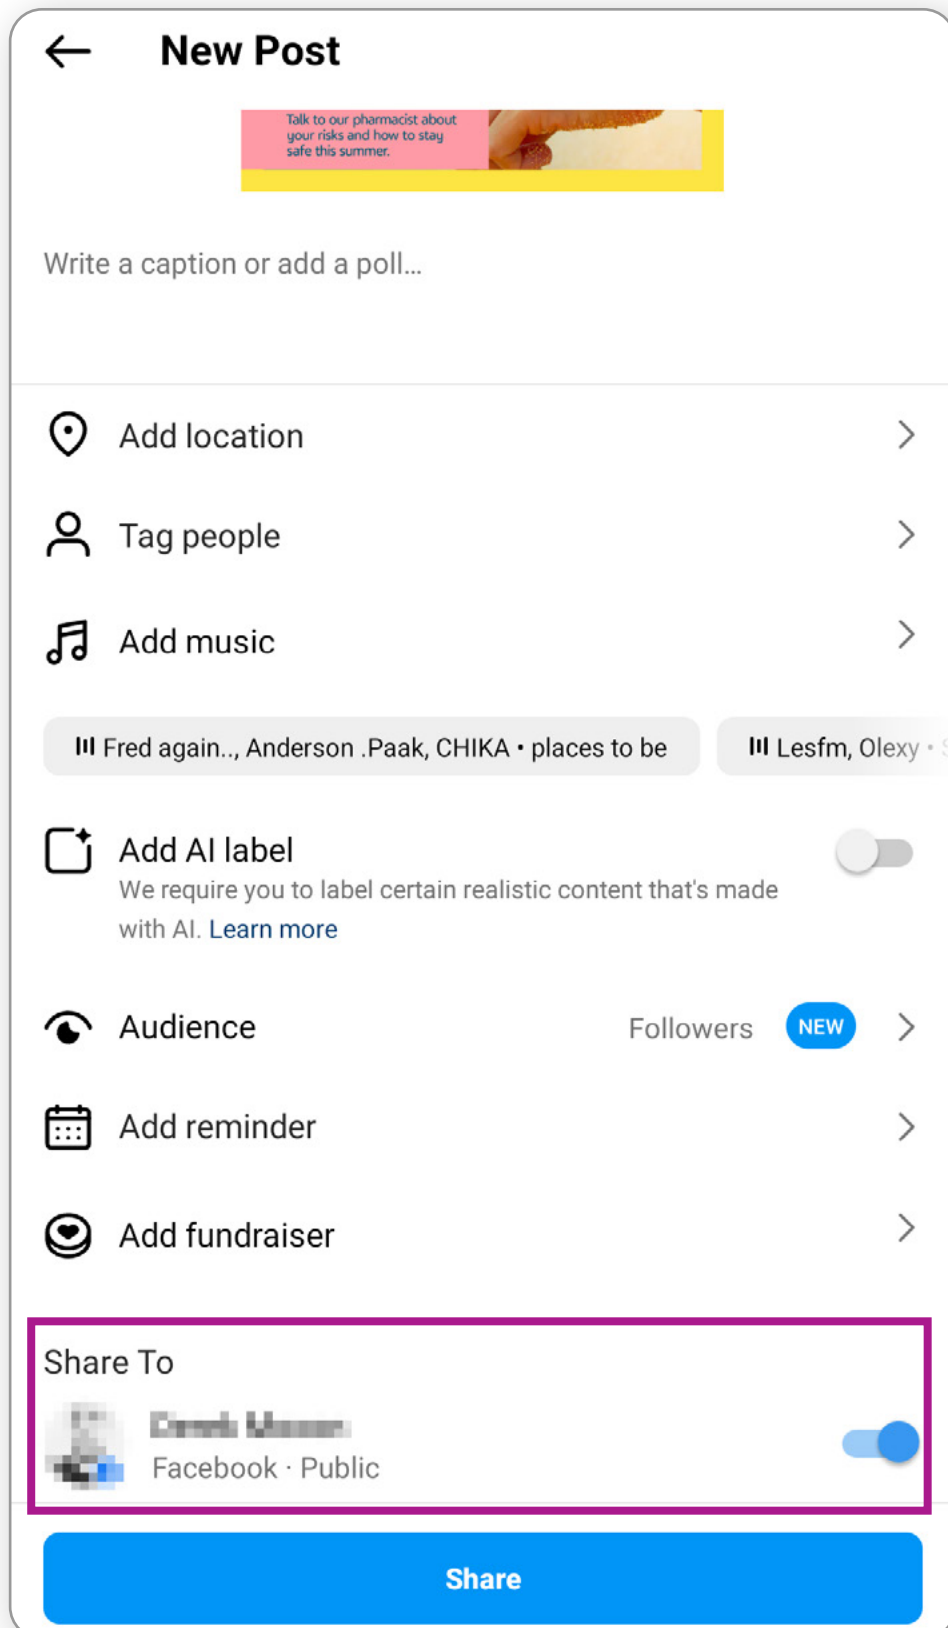 New Post
Talk to our pharmacist about
your risks and how to stay
safe this summer.
Write a caption or add a poll...
Add location
Tag people
Add music
Fred again.., Anderson .Paak, CHIKA • places to be
Lesfm, Olexy •
Add AI label
We require you to label certain realistic content that's made
with AI. Learn more
Audience
Followers
NEW
Add reminder
Add fundraiser
Share To
Facebook · Public
Share